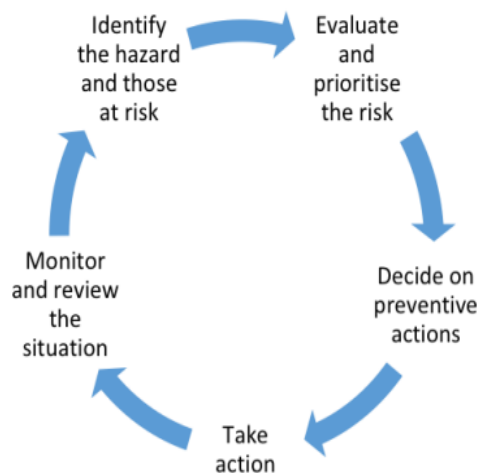 Identify
the hazard
and those
at risk
Evaluate
and
prioritise
the risk
Decide on
preventive
actions
Take
action
Monitor
and review
the
situation